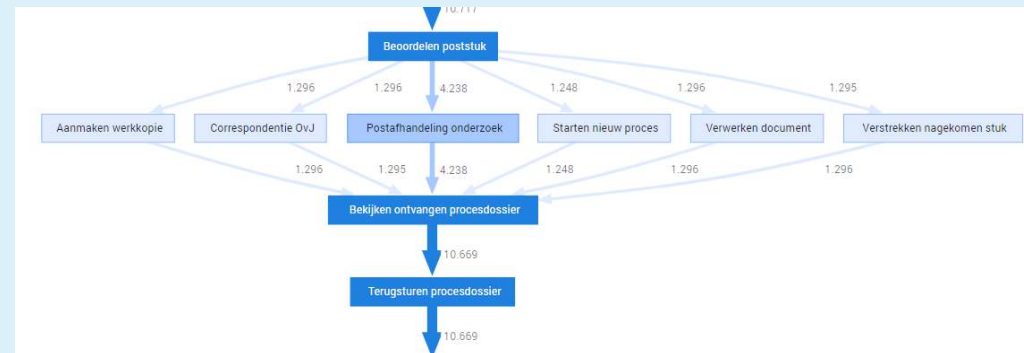 10.717
Beoordelen poststuk
1.296 1.296 4.238 1.248 1.296 1.295
Aanmaken werkkopie Correspondentie OvJ Postafhandeling onderzoek Starten nieuw proces Verwerken document Verstrekken nagekomen stuk
1.296 1.295 4.238 1.248 1.296 1.296
Bekijken ontvangen procesdossier
10.669
Terugsturen procesdossier
10.669